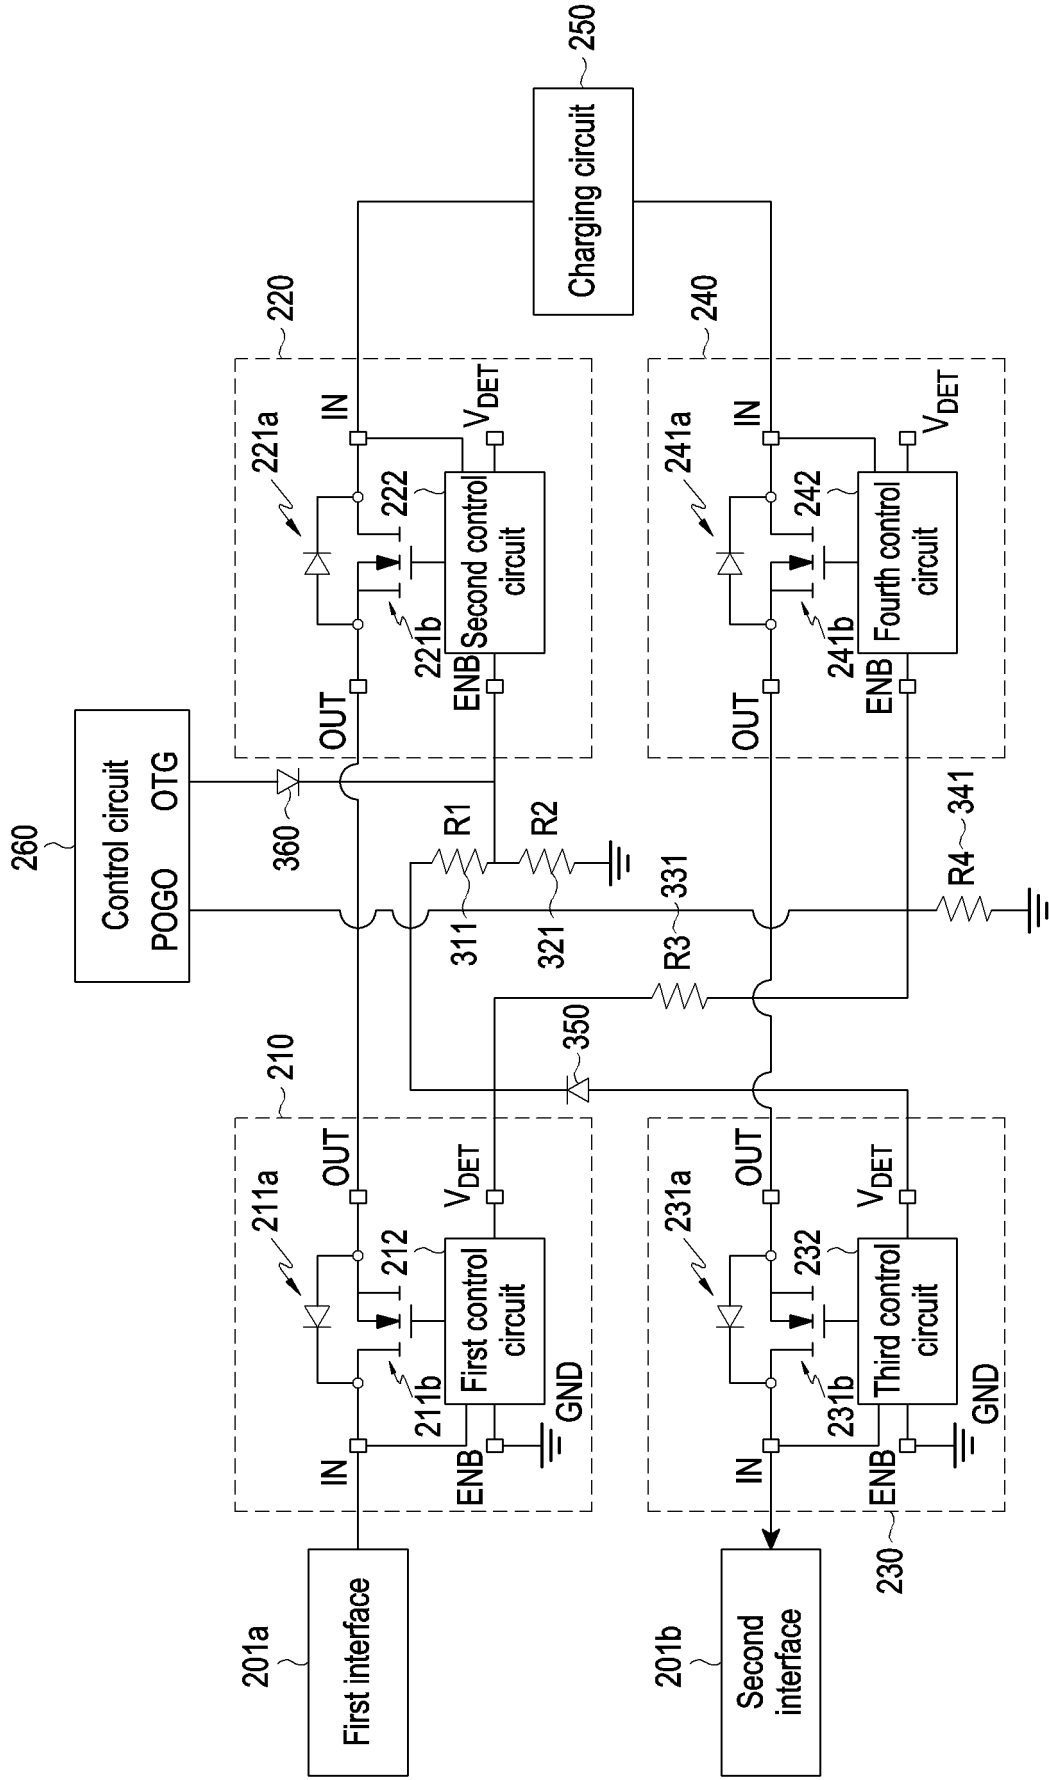 260
Control circuit
POGO OTG
360
210
211a
IN
OUT
211b
212
First control
circuit
ENB
GND
VDET
201a
First interface
220
221a
OUT
IN
221b
222
Second control
circuit
ENB
VDET
R1
311
R2
321
350
R3
331
250
Charging circuit
230
231a
IN
OUT
231b
232
Third control
circuit
ENB
GND
VDET
201b
Second
interface
240
241a
OUT
IN
241b
242
Fourth control
circuit
ENB
VDET
R4
341